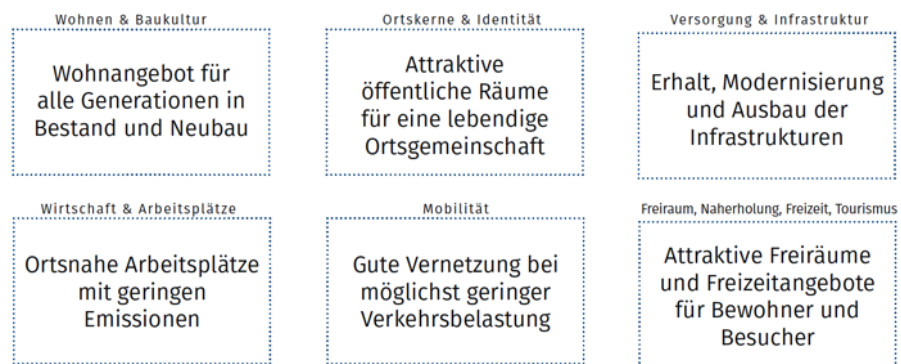 Wohnen & Baukultur
Wohnangebot für
alle Generationen in
Bestand und Neubau
Ortskerne & Identität
Attraktive
öffentliche Räume
für eine lebendige
Ortsgemeinschaft
Versorgung & Infrastruktur
Erhalt, Modernisierung
und Ausbau der
Infrastrukturen
Wirtschaft & Arbeitsplätze
Ortsnahe Arbeitsplätze
mit geringen
Emissionen
Mobilität
Gute Vernetzung bei
möglichst geringer
Verkehrsbelastung
Freiraum, Naherholung, Freizeit, Tourismus
Attraktive Freiräume
und Freizeitangebote
für Bewohner und
Besucher